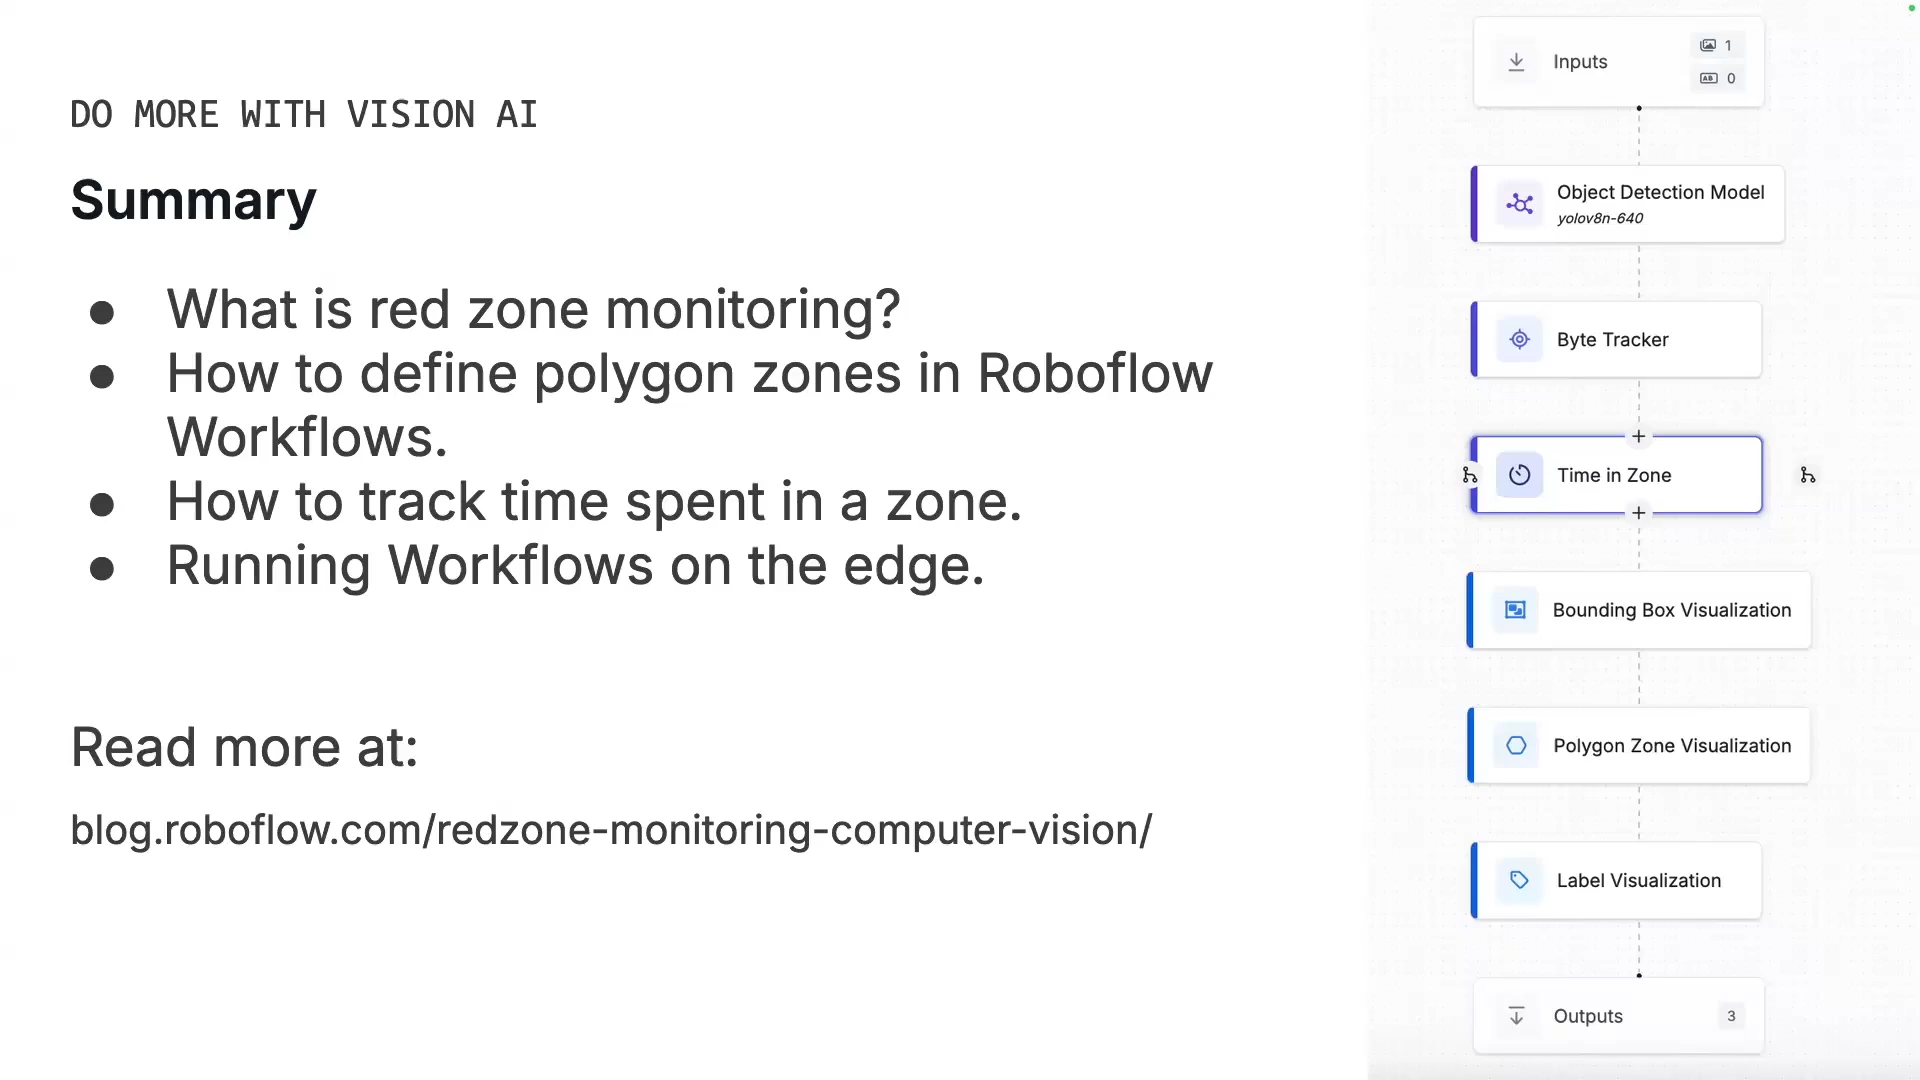 DO MORE WITH VISION AI
Summary
● What is red zone monitoring?
● How to define polygon zones in Roboflow
Workflows.
● How to track time spent in a zone.
● Running Workflows on the edge.
Read more at:
blog.roboflow.com/redzone-monitoring-computer-vision/
Inputs
1
AB 0
Object Detection Model
yolov8n-640
Byte Tracker
Time in Zone
Bounding Box Visualization
Polygon Zone Visualization
Label Visualization
Outputs
3